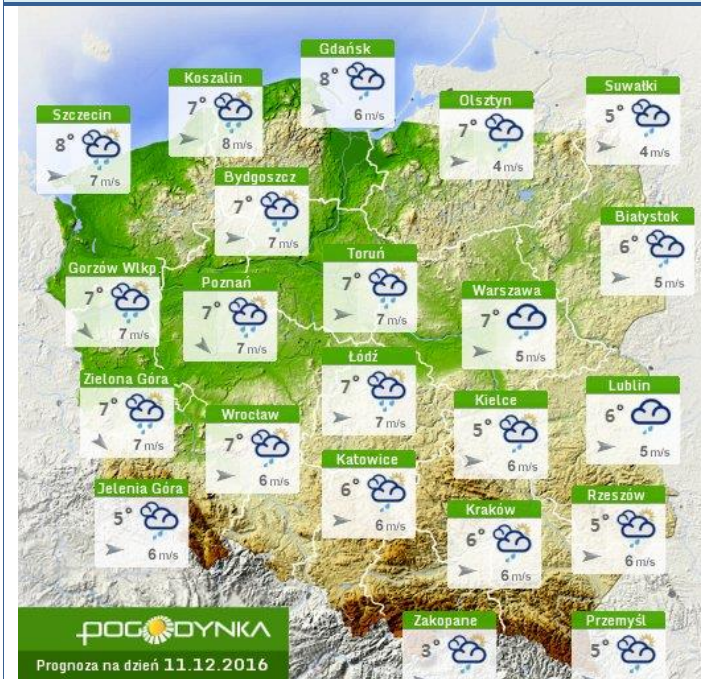 Gdańsk
8°
6 m/s
Koszalin
7°
8 m/s
Suwałki
5°
4 m/s
Olsztyn
7°
4 m/s
Szczecin
8°
7 m/s
Bydgoszcz
7°
7 m/s
Białystok
6°
5 m/s
Toruń
7°
7 m/s
Gorzów Wlkp
7°
7 m/s
Poznań
7°
7 m/s
Warszawa
7°
5 m/s
Łódź
7°
7 m/s
Zielona Góra
7°
7 m/s
Lublin
6°
5 m/s
Kielce
5°
6 m/s
Wrocław
7°
6 m/s
Katowice
6°
6 m/s
Jelenia Góra
5°
6 m/s
Rzeszów
5°
6 m/s
Kraków
6°
6 m/s
Zakopane
3°
Przemyśl
5°
POGODYNKA
Prognoza na dzień 11.12.2016